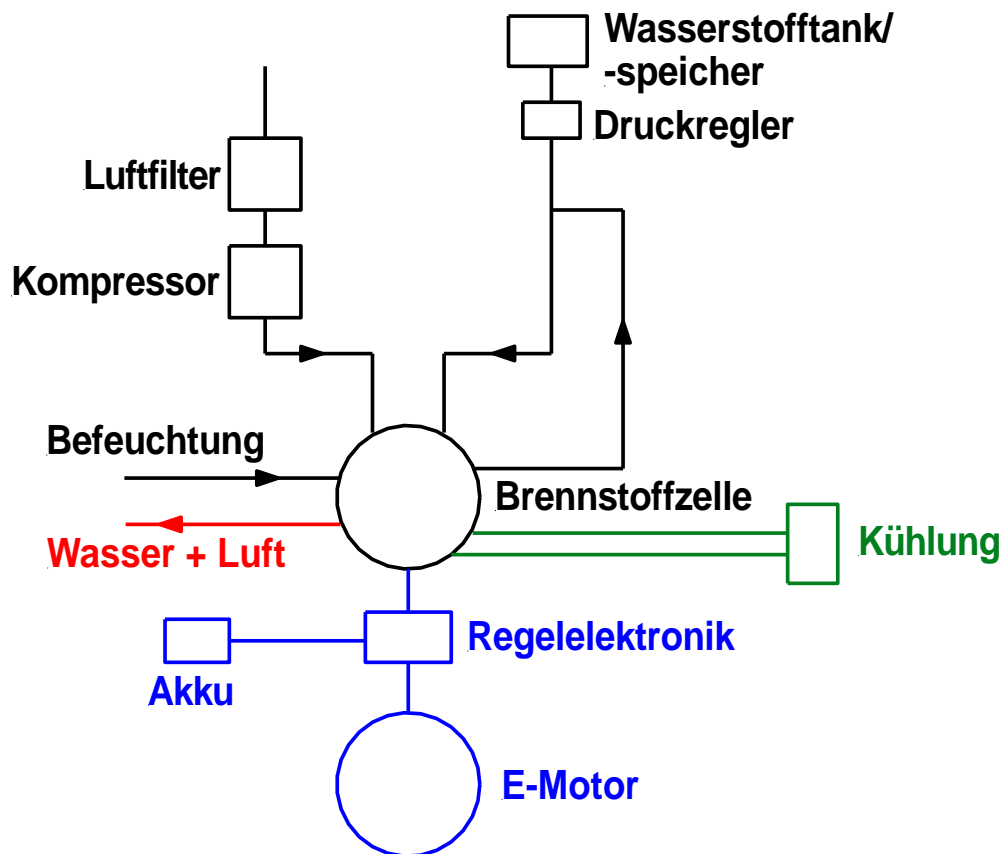 Wasserstofftank/
-speicher
Druckregler
Luftfilter
Kompressor
Befeuchtung
Brennstoffzelle
Wasser + Luft
Kühlung
Regelelektronik
Akku
E-Motor